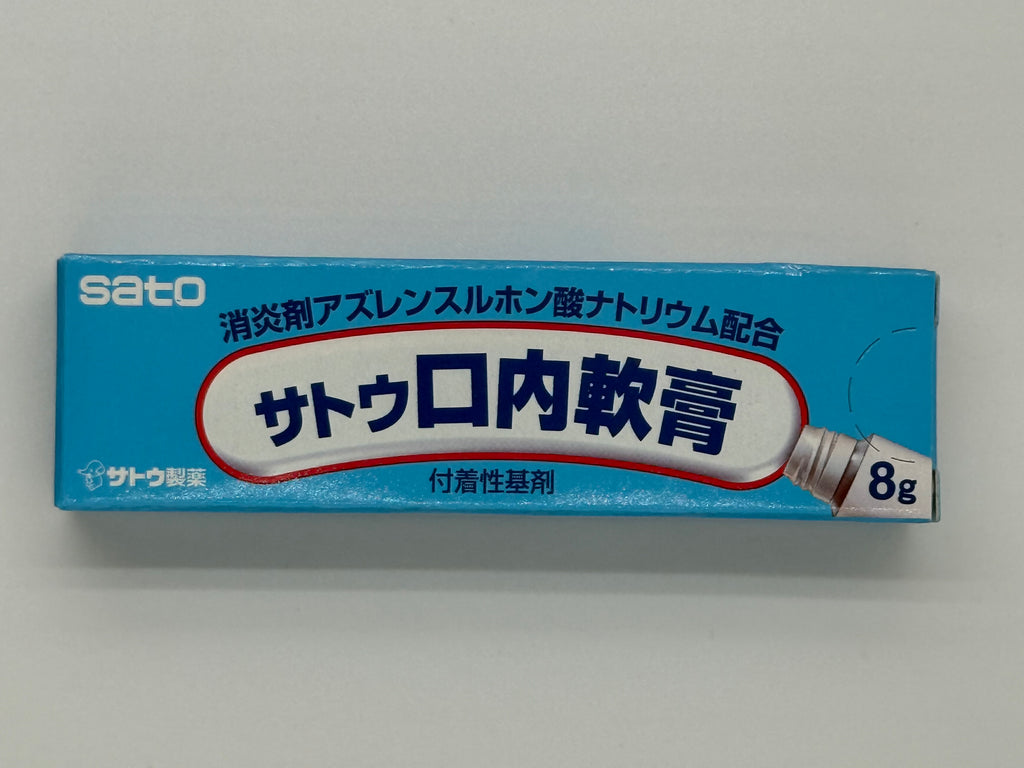 sato
消炎剤アズレンスルホン酸ナトリウム配合
サトウ口内軟膏
付着性基剤
サトウ製薬
8g